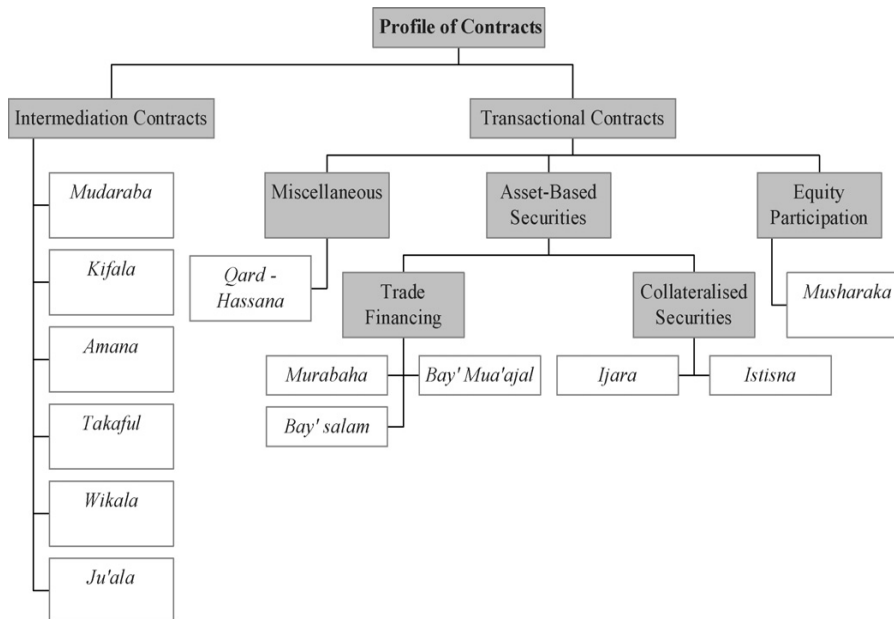 Profile of Contracts
Intermediation Contracts
Transactional Contracts
Mudaraba
Kifala
Amana
Takaful
Wikala
Ju'ala
Miscellaneous
Qard -
Hassana
Asset-Based
Securities
Equity
Participation
Musharaka
Trade
Financing
Collateralised
Securities
Murabaha
Bay' Mua'ajal
Bay' salam
Ijara
Istisna